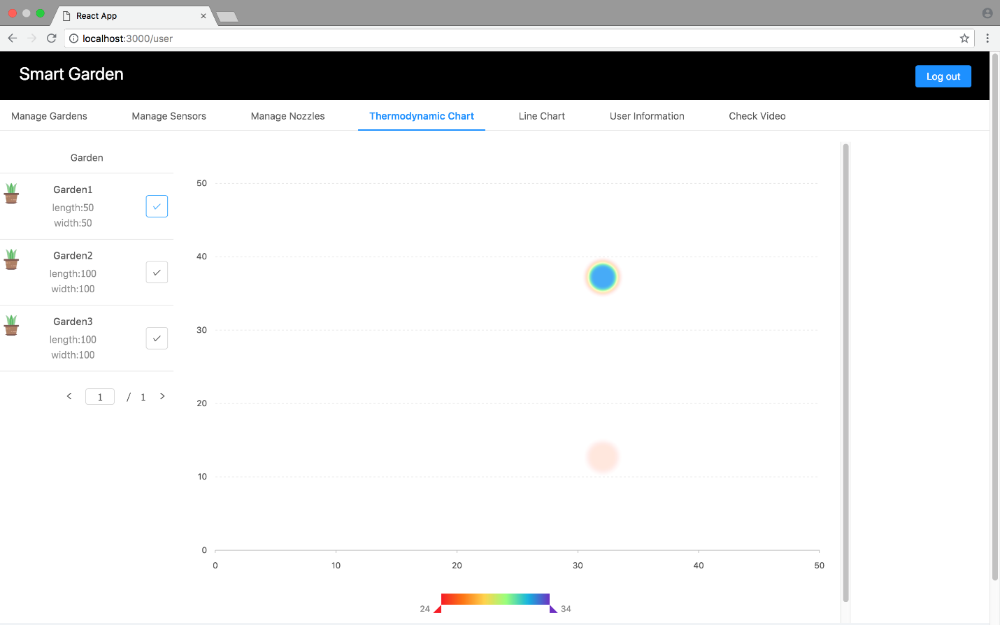 React App
localhost:3000/user
Smart Garden
Log out
Manage Gardens Manage Sensors Manage Nozzles Thermodynamic Chart Line Chart User Information Check Video
Garden
Garden1
length:50
width:50
Garden2
length:100
width:100
Garden3
length:100
width:100
1 / 1
50
40
30
20
10
0
0 10 20 30 40 50
24 34